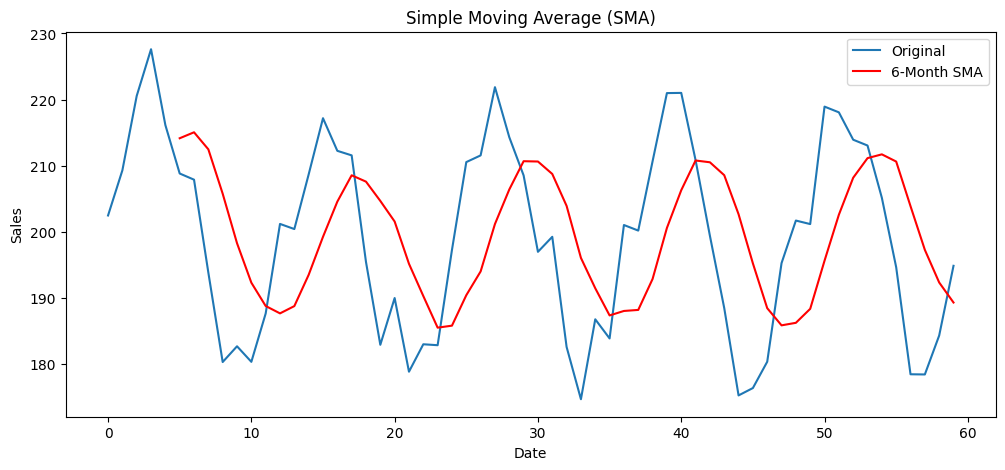 Simple Moving Average (SMA)
Original
6-Month SMA
Sales
230
220
210
200
190
180
0 10 20 30 40 50 60
Date